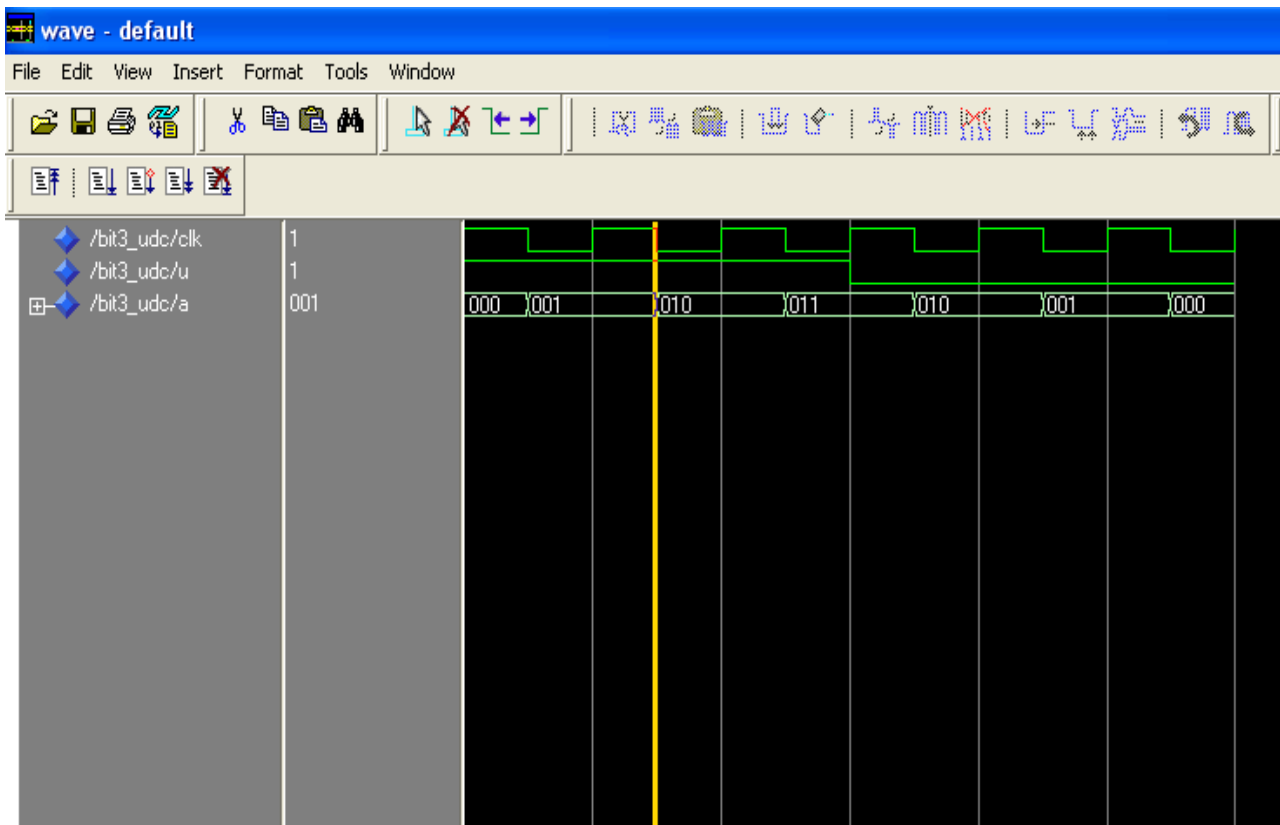 wave - default
File Edit View Insert Format Tools Window
/bit3_udc/clk 1
/bit3_udc/u 1
/bit3_udc/a 001 000 001 010 011 010 001 000